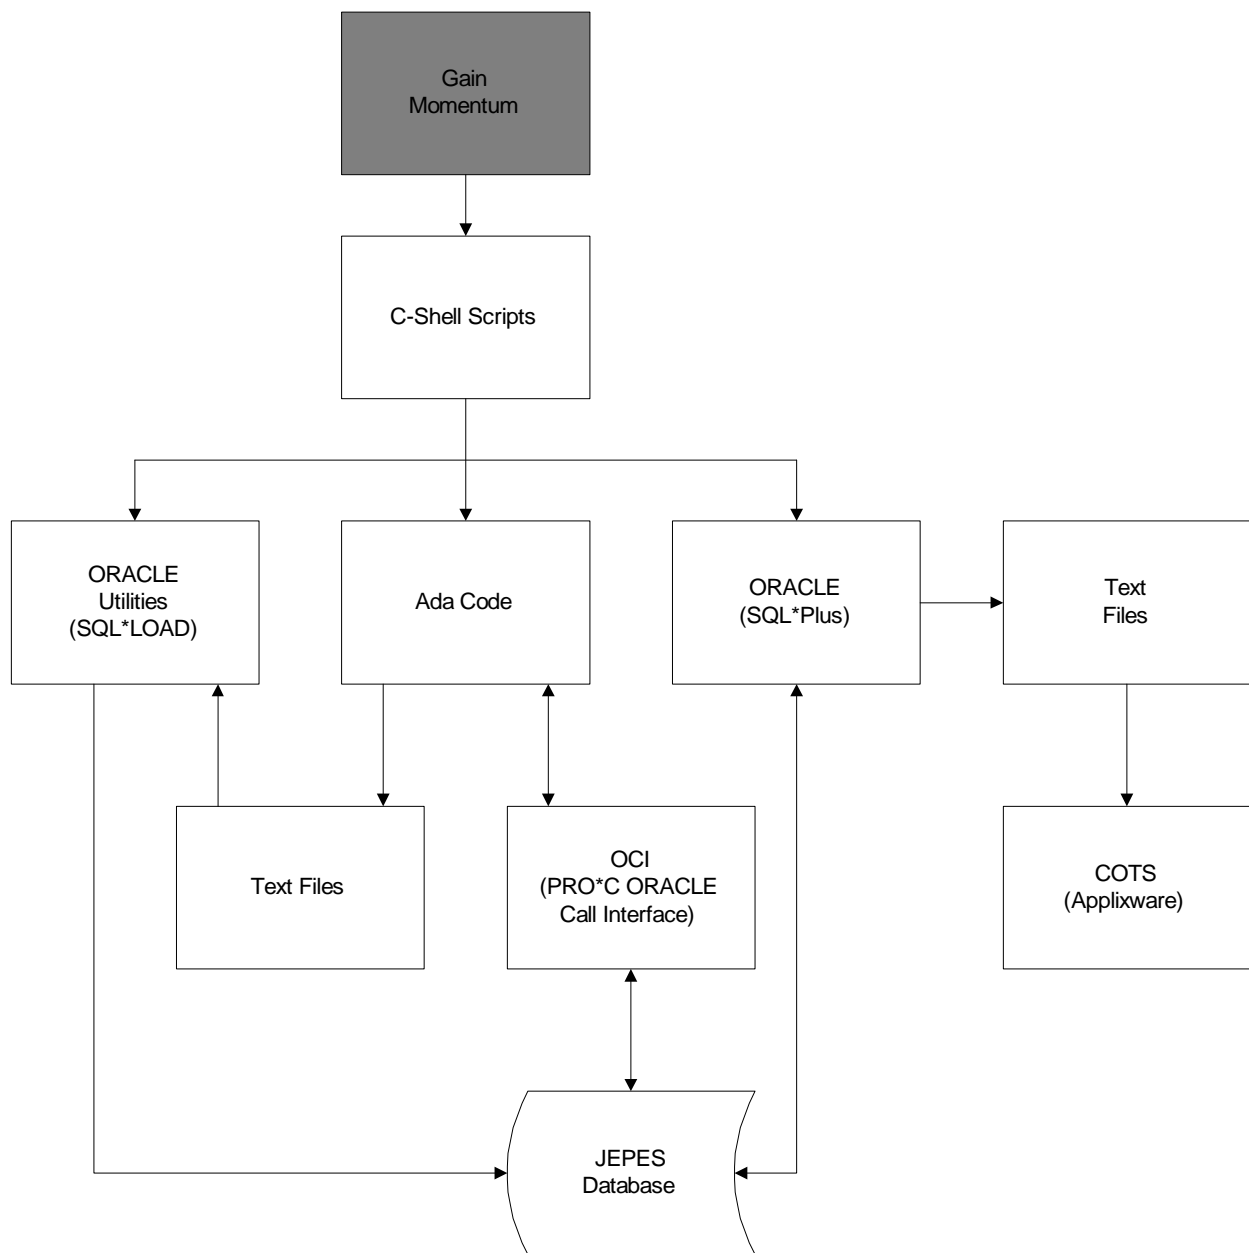 Gain
Momentum
C-Shell Scripts
ORACLE
Utilities
(SQL*LOAD)
Ada Code
ORACLE
(SQL*Plus)
Text
Files
Text Files
OCI
(PRO*C ORACLE
Call Interface)
COTS
(Applixware)
JEPES
Database